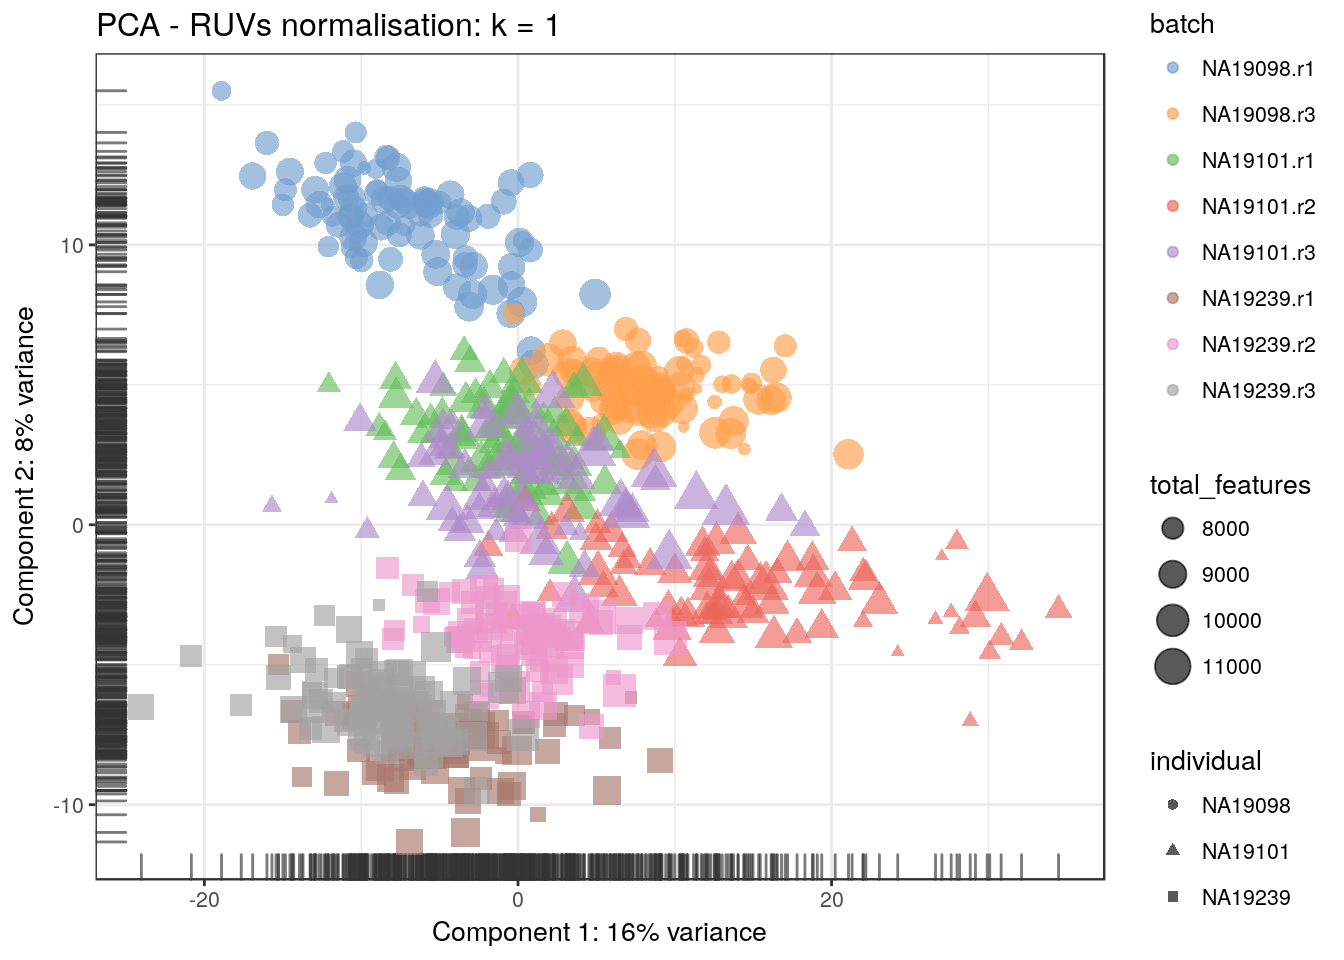 PCA - RUVs normalisation: k = 1
batch
NA19098.r1
NA19098.r3
NA19101.r1
NA19101.r2
NA19101.r3
NA19239.r1
NA19239.r2
NA19239.r3
total_features
8000
9000
10000
11000
individual
NA19098
NA19101
NA19239
Component 2: 8% variance
10
0
-10
-20
0
20
Component 1: 16% variance